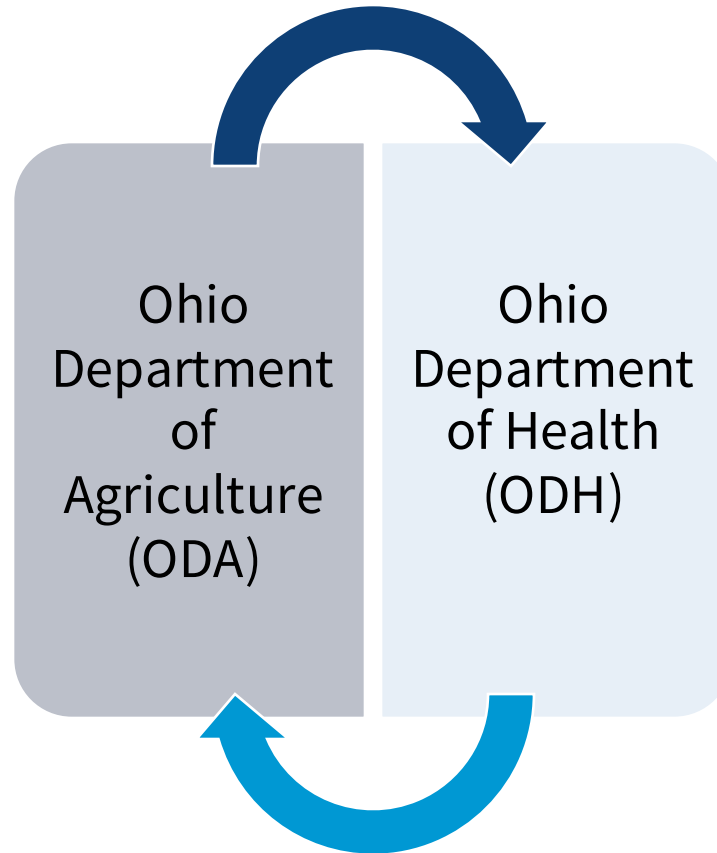 Ohio
Department
of
Agriculture
(ODA)
Ohio
Department
of Health
(ODH)